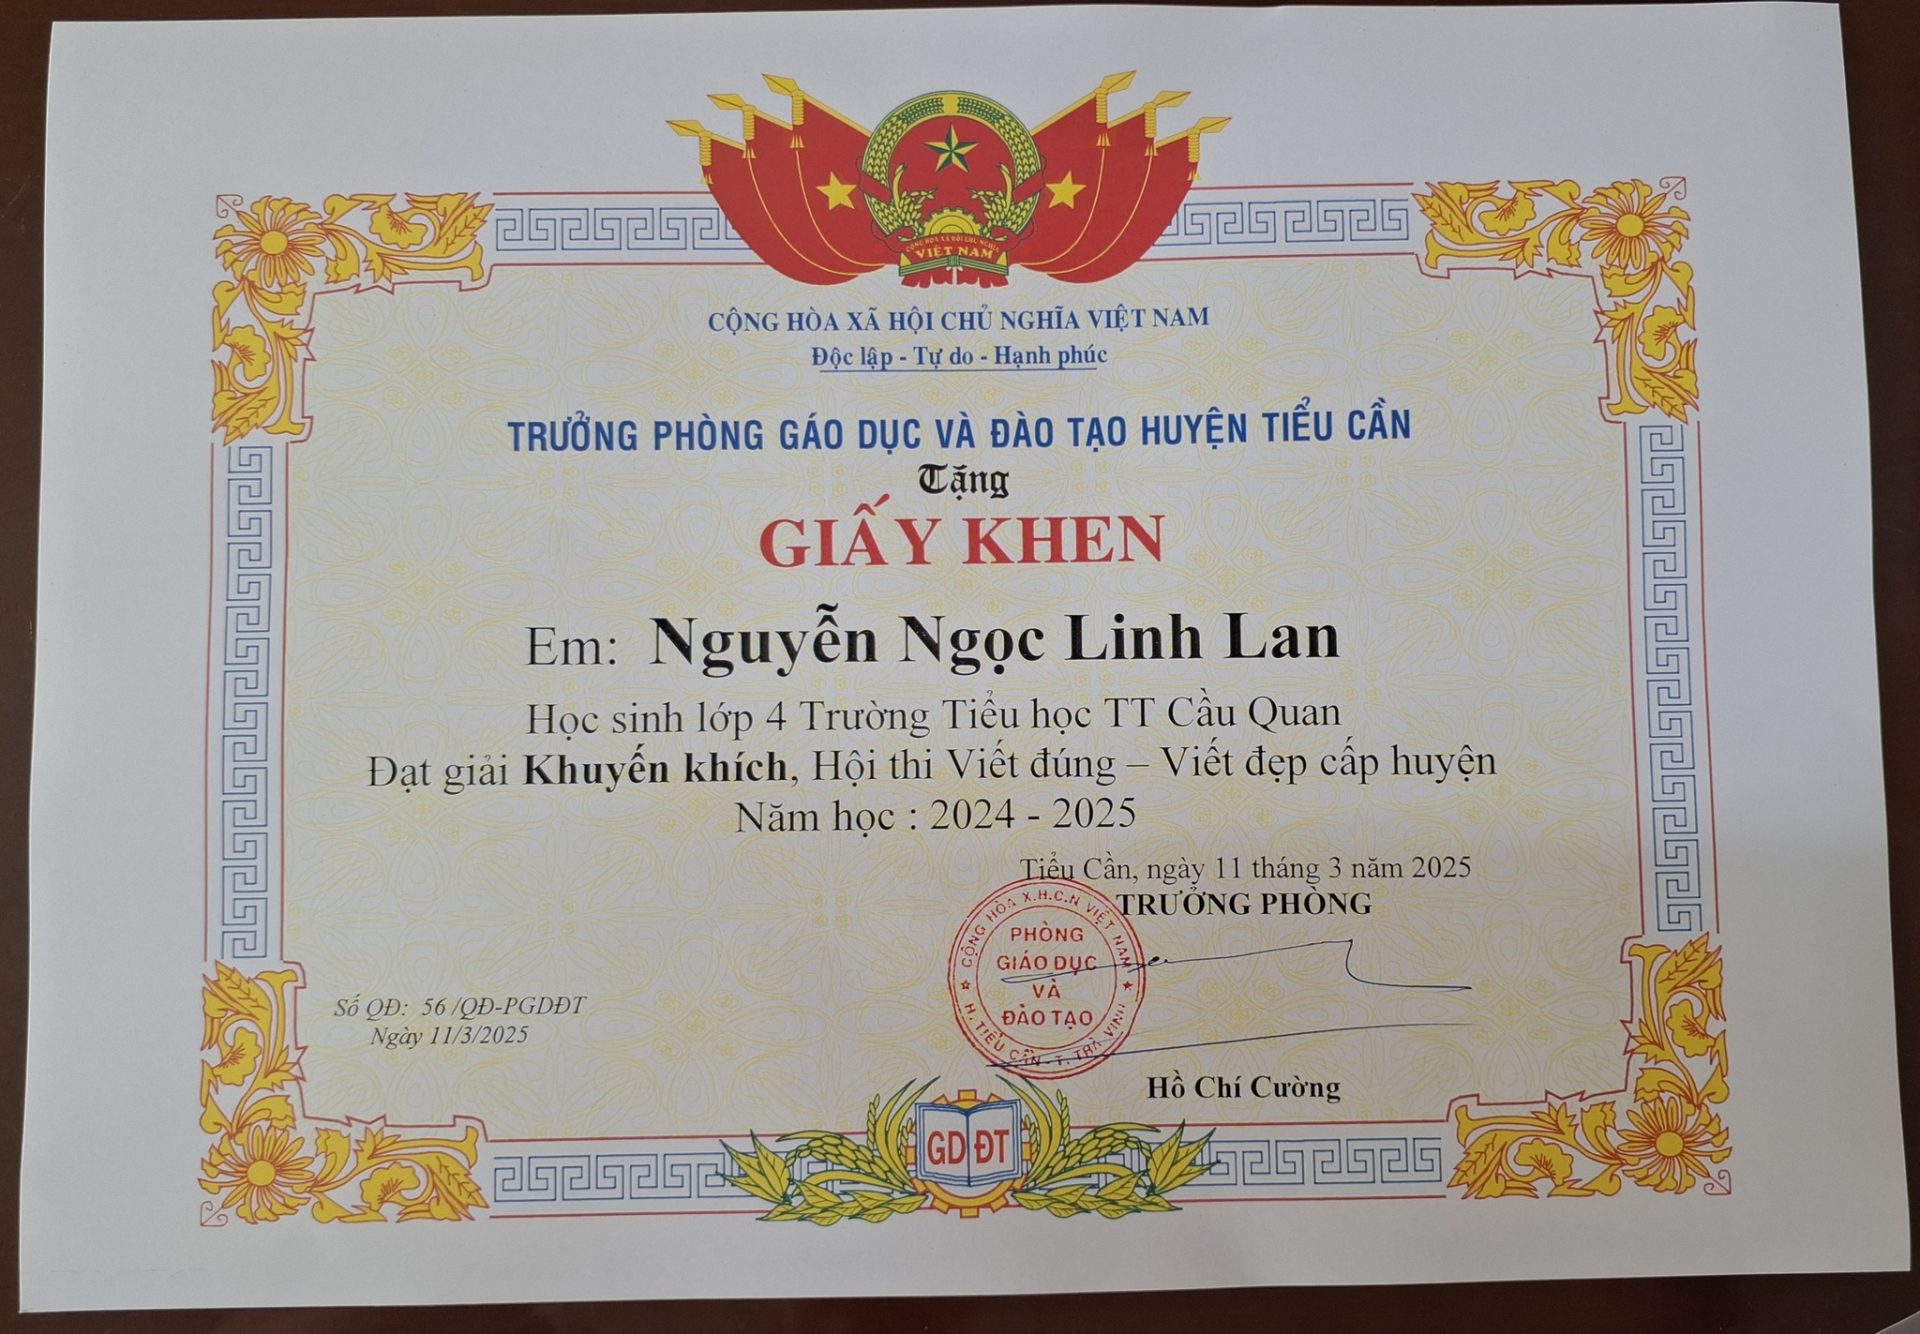 CỘNG HÒA XÃ HỘI CHỦ NGHĨA
VIỆT NAM
CỘNG HÒA XÃ HỘI CHỦ NGHĨA VIỆT NAM
Độc lập - Tự do - Hạnh phúc
TRƯỞNG PHÒNG GÁO DỤC VÀ ĐÀO TẠO HUYỆN TIỂU CẦN
Tặng
GIẤY KHEN
Em: Nguyễn Ngọc Linh Lan
Học sinh lớp 4 Trường Tiểu học TT Cầu Quan
Đạt giải Khuyến khích, Hội thi Viết đúng – Viết đẹp cấp huyện
Năm học : 2024 - 2025
Tiểu Cần, ngày 11 tháng 3 năm 2025
TRƯỞNG PHÒNG
CỘNG HÒA X.H.C.N VIỆT NAM
PHÒNG
GIÁO DỤC
VÀ
ĐÀO TẠO
H. TIỂU CẦN - T. TRÀ VINH
Số QĐ: 56 /QĐ-PGDĐT
Ngày 11/3/2025
Hồ Chí Cường
GD ĐT